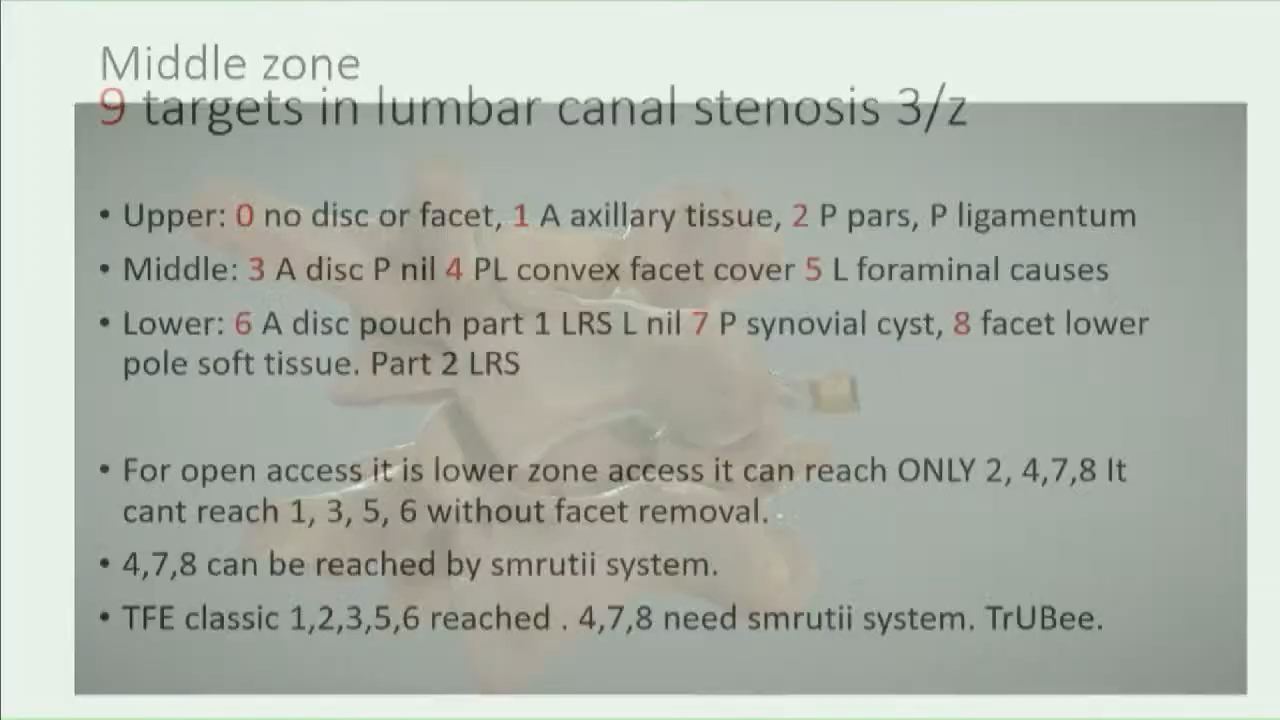 Middle zone
9 targets in lumbar canal stenosis 3/z
• Upper: 0 no disc or facet, 1 A axillary tissue, 2 P pars, P ligamentum
• Middle: 3 A disc P nil 4 PL convex facet cover 5 L foraminal causes
• Lower: 6 A disc pouch part 1 LRS L nil 7 P synovial cyst, 8 facet lower
pole soft tissue. Part 2 LRS
• For open access it is lower zone access it can reach ONLY 2, 4,7,8 It
cant reach 1, 3, 5, 6 without facet removal.
• 4,7,8 can be reached by smrutii system.
• TFE classic 1,2,3,5,6 reached . 4,7,8 need smrutii system. TrUBee.